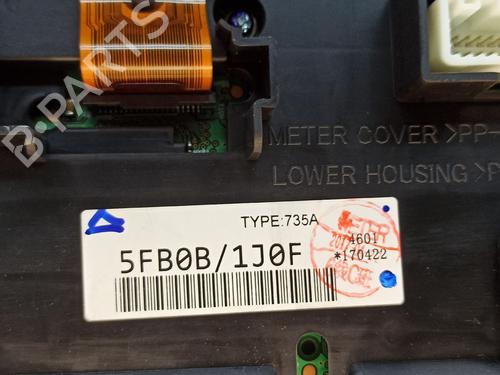 METER COVER >PP-
LOWER HOUSING >P
TYPE:735A
5FB0B/1J0F
4601
*170422
B-Parts